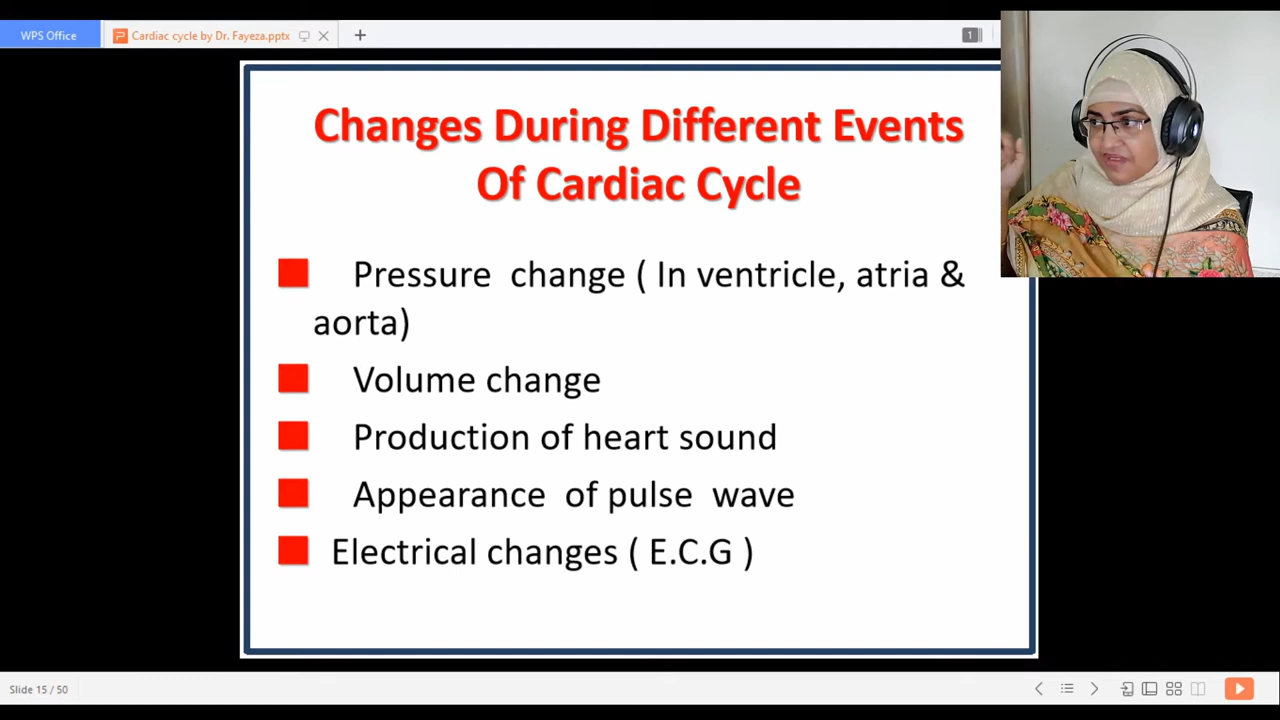 WPS Office
Cardiac cycle by Dr. Fayeza.pptx
1
Changes During Different Events
Of Cardiac Cycle
Pressure change ( In ventricle, atria &
aorta)
Volume change
Production of heart sound
Appearance of pulse wave
Electrical changes ( E.C.G )
Slide 15 / 50